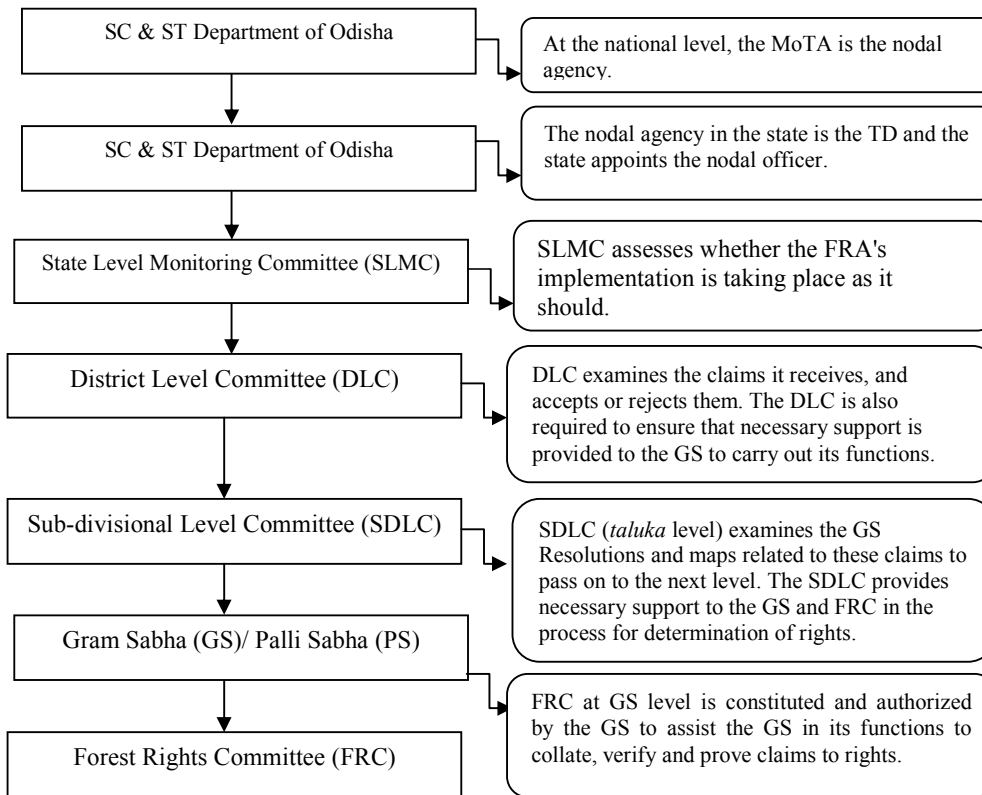 SC & ST Department of Odisha
At the national level, the MoTA is the nodal
agency.
SC & ST Department of Odisha
The nodal agency in the state is the TD and the
state appoints the nodal officer.
State Level Monitoring Committee (SLMC)
SLMC assesses whether the FRA's
implementation is taking place as it
should.
District Level Committee (DLC)
DLC examines the claims it receives, and
accepts or rejects them. The DLC is also
required to ensure that necessary support is
provided to the GS to carry out its functions.
Sub-divisional Level Committee (SDLC)
SDLC (taluka level) examines the GS
Resolutions and maps related to these claims to
pass on to the next level. The SDLC provides
necessary support to the GS and FRC in the
process for determination of rights.
Gram Sabha (GS)/ Palli Sabha (PS)
FRC at GS level is constituted and authorized
by the GS to assist the GS in its functions to
collate, verify and prove claims to rights.
Forest Rights Committee (FRC)